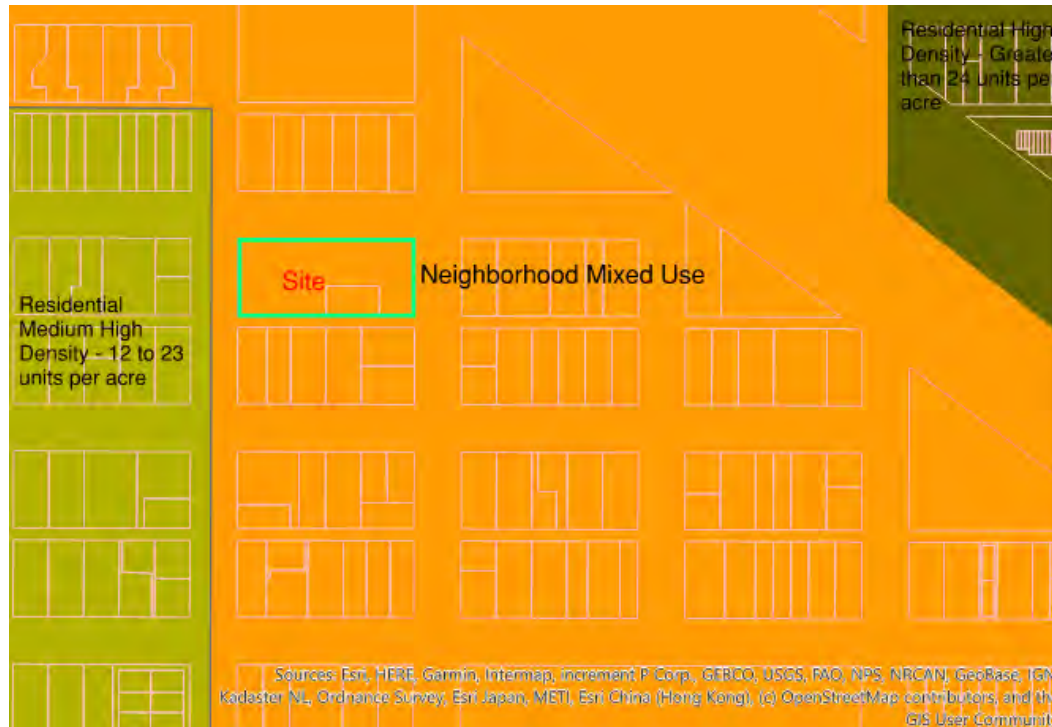 Residential High
Density - Greate
than 24 units pe
acre
Site
Neighborhood Mixed Use
Residential
Medium High
Density - 12 to 23
units per acre
Sources: Esri, HERE, Garmin, Intermap, increment P Corp., GEBCO, USGS, FAO, NPS, NRCAN, GeoBase, IGN
Kadaster NL, Ordnance Survey, Esri Japan, METI, Esri China (Hong Kong), (c) OpenStreetMap contributors, and th
GIS User Communit